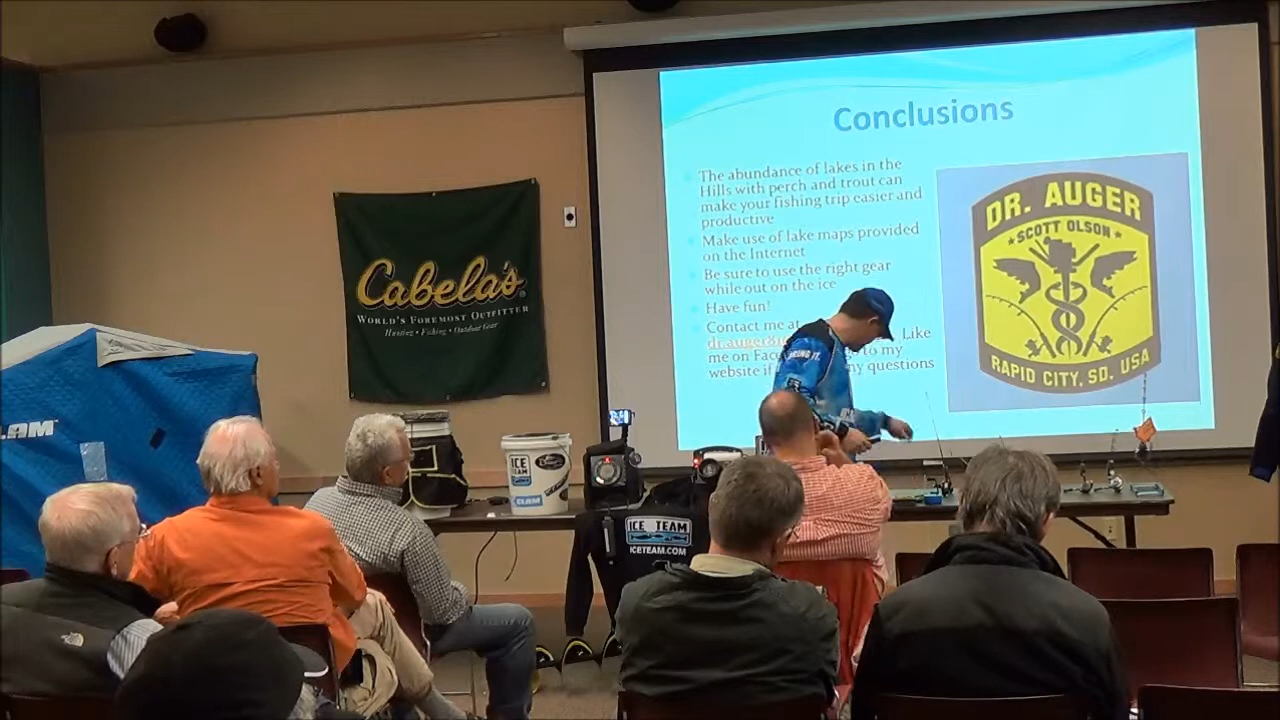 Conclusions
The abundance of lakes in the
Hills with perch and trout can
make your fishing trip easier and
productive
Make use of lake maps provided
on the Internet
Be sure to use the right gear
while out on the ice
Have fun!
Contact me at
Like
me on to my
website questions
DR. AUGER
SCOTT OLSON
RAPID CITY, SD. USA
Cabela's
WORLD'S FOREMOST OUTFITTER
Hunting • Fishing • Outdoor Gear
ICE
TEAM
CLAM
ICE TEAM
ICETEAM.COM